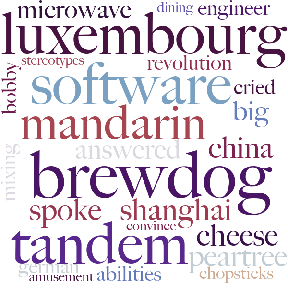 dining
microwave engineer
luxembourg
stereotypes revolution
bobby
software cried
big
mandarin
answered china
mixing
brewdog
spoke shanghai
convince
tandem cheese
peartree
german
amusement abilities chopsticks